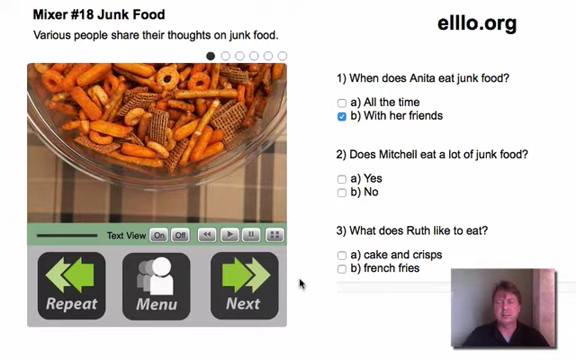 Mixer #18 Junk Food
Various people share their thoughts on junk food.
Text View
On
Off
Repeat
Menu
Next
elllo.org
1) When does Anita eat junk food?
a) All the time
b) With her friends
2) Does Mitchell eat a lot of junk food?
a) Yes
b) No
3) What does Ruth like to eat?
a) cake and crisps
b) french fries